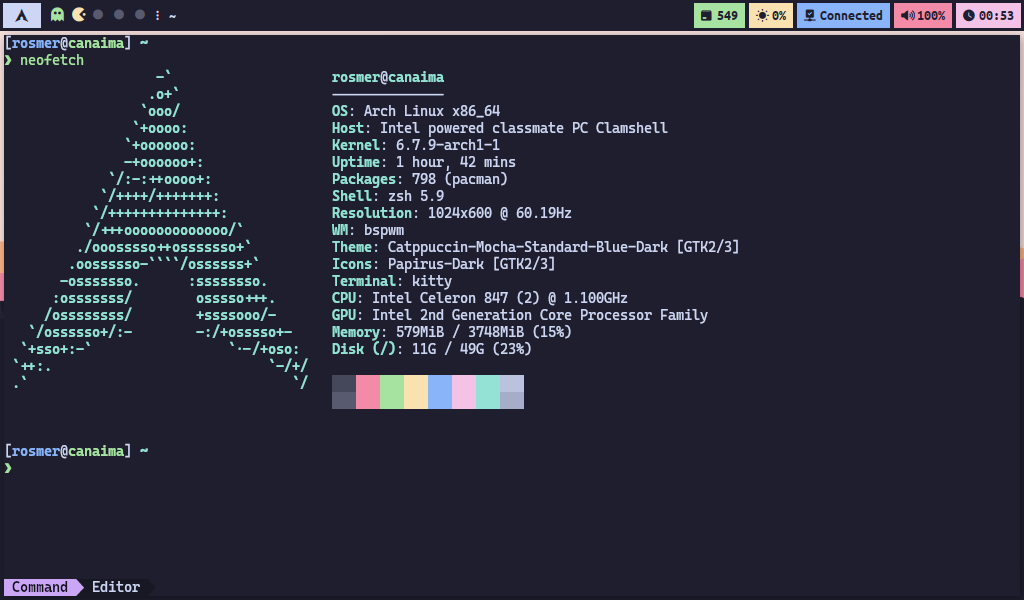 ~ 549 0% Connected 100% 00:53
[rosmer@canaima] ~
❯ neofetch
-`
.o+`
`ooo/
`+oooo:
`+oooooo:
-+oooooo+:
`/:-:++oooo+:
`/++++/+++++++:
`/++++++++++++++:
`/+++ooooooooooooo/`
./ooosssso++osssssso+`
.oossssso-````/ossssss+`
-osssssso. :ssssssso.
:osssssss/ osssso+++.
/ossssssss/ +ssssooo/-
`/ossssso+/:- -:/+osssso+-
`+sso+:-` `.-/+oso:
`++:. `-/+/
.` `/
rosmer@canaima
--------------
OS: Arch Linux x86_64
Host: Intel powered classmate PC Clamshell
Kernel: 6.7.9-arch1-1
Uptime: 1 hour, 42 mins
Packages: 798 (pacman)
Shell: zsh 5.9
Resolution: 1024x600 @ 60.19Hz
WM: bspwm
Theme: Catppuccin-Mocha-Standard-Blue-Dark [GTK2/3]
Icons: Papirus-Dark [GTK2/3]
Terminal: kitty
CPU: Intel Celeron 847 (2) @ 1.100GHz
GPU: Intel 2nd Generation Core Processor Family
Memory: 579MiB / 3748MiB (15%)
Disk (/): 11G / 49G (23%)
[rosmer@canaima] ~
❯
Command Editor